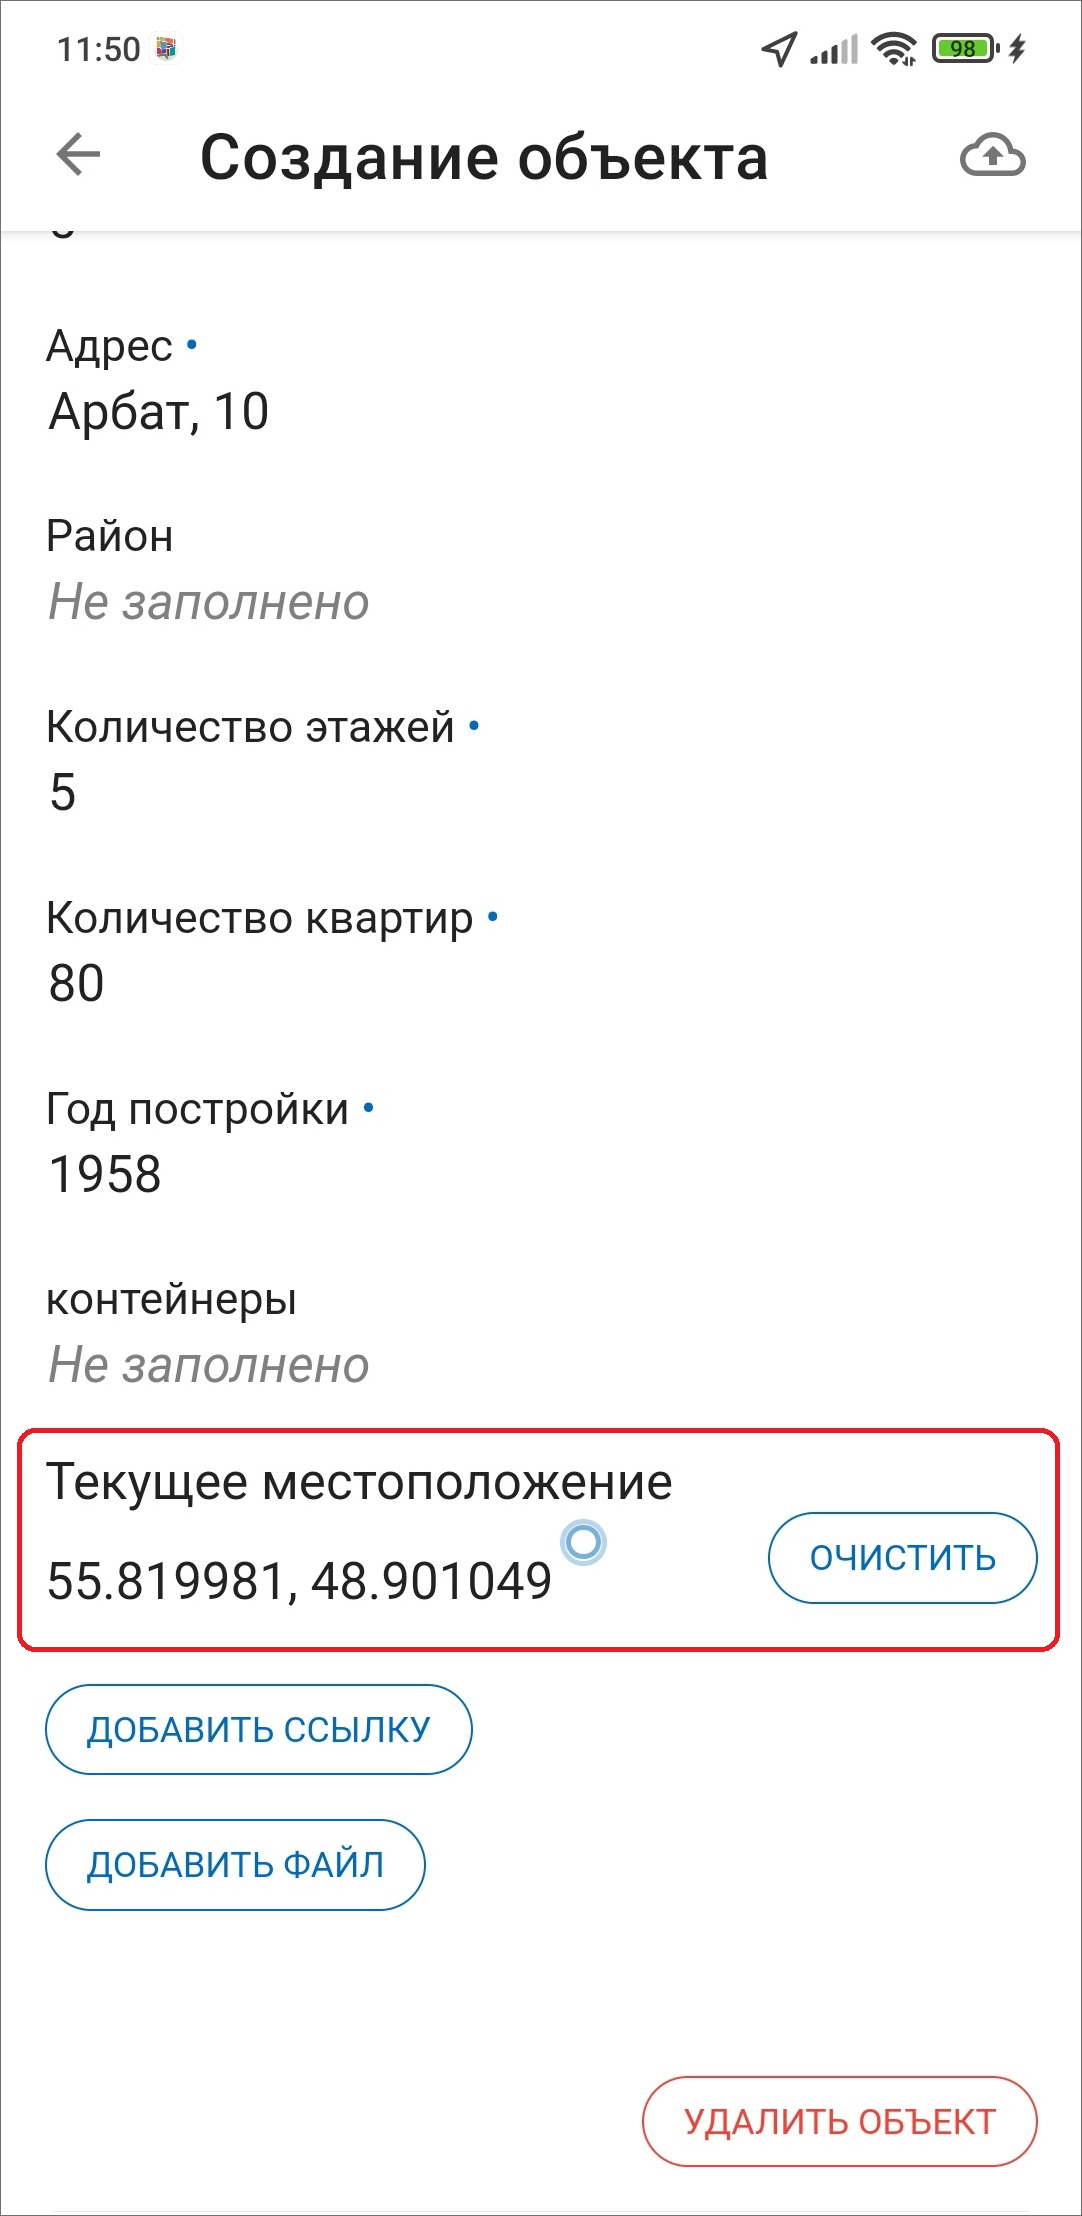 11:50
98
Создание объекта
Адрес •
Арбат, 10
Район
Не заполнено
Количество этажей •
5
Количество квартир •
80
Год постройки •
1958
контейнеры
Не заполнено
Текущее местоположение
55.819981, 48.901049
ОЧИСТИТЬ
ДОБАВИТЬ ССЫЛКУ
ДОБАВИТЬ ФАЙЛ
УДАЛИТЬ ОБЪЕКТ